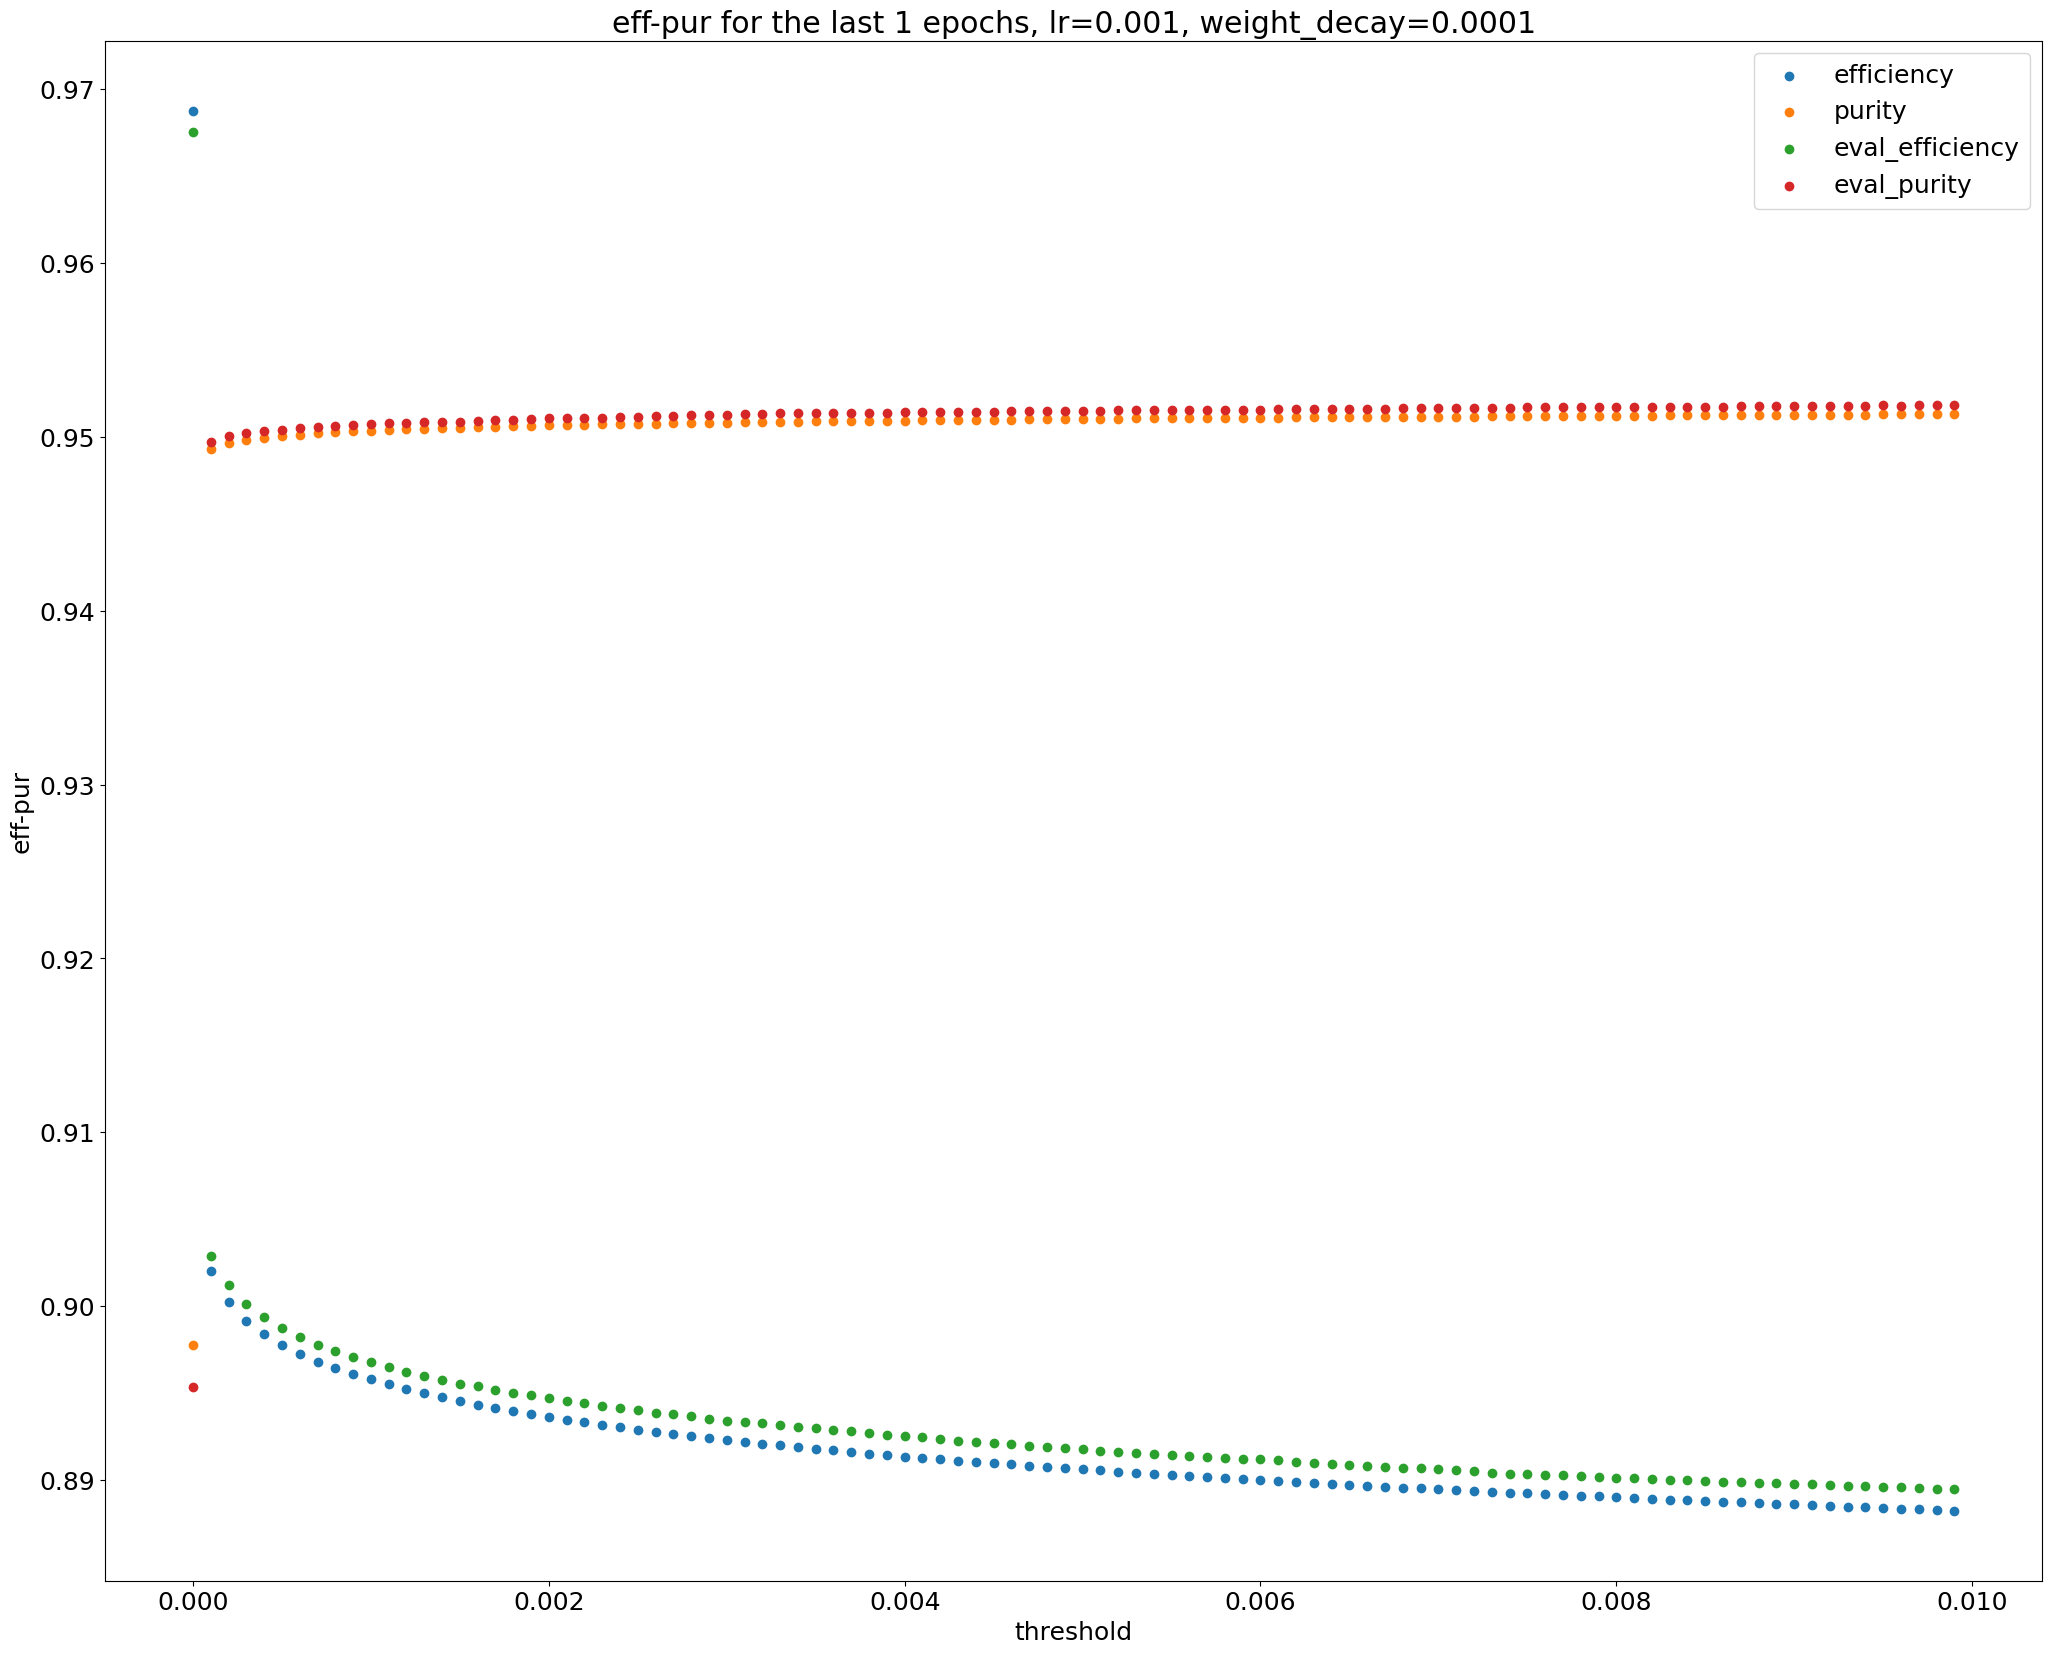 eff-pur for the last 1 epochs, lr=0.001, weight_decay=0.0001
efficiency
purity
eval_efficiency
eval_purity
0.97
0.96
0.95
0.94
0.93
0.92
0.91
0.90
0.89
eff-pur
0.000
0.002
0.004
0.006
0.008
0.010
threshold